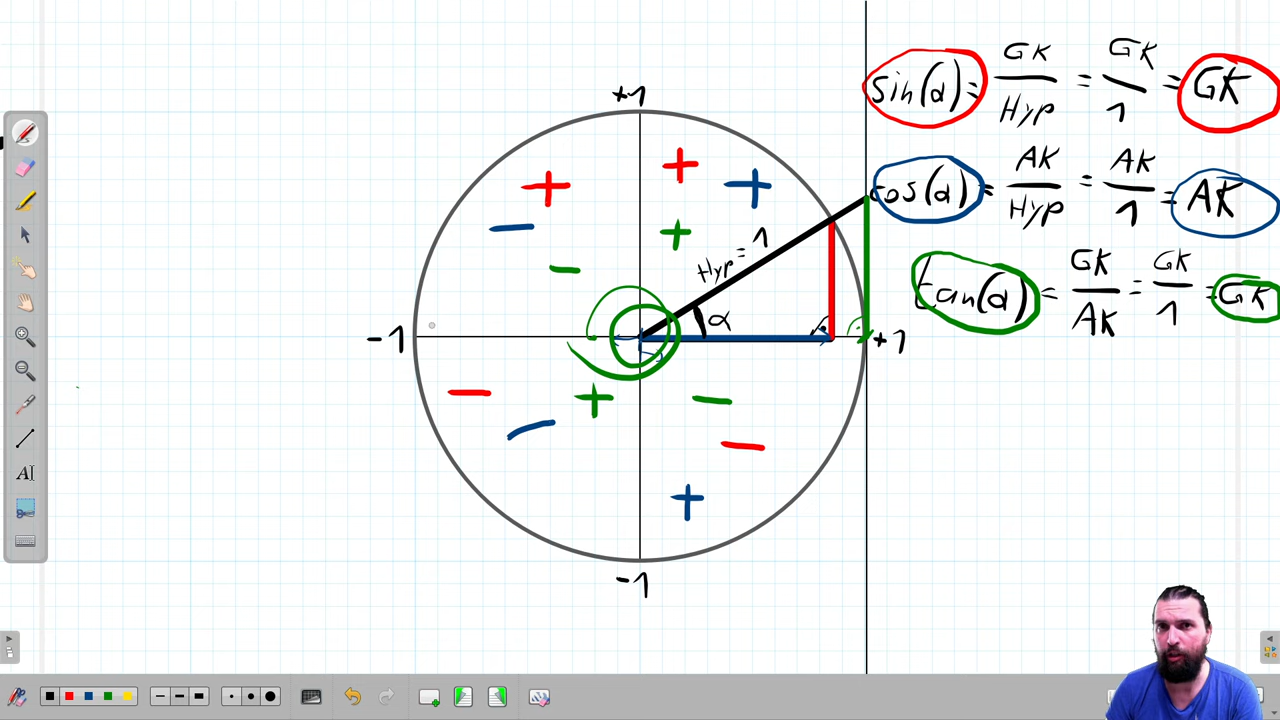 sin(α) = GK/Hyp = GK/1 = GK
+1
cos(α) = AK/Hyp = AK/1 = AK
Hyp = 1
tan(α) = GK/AK = GK/1 = GK
α
-1
+1
-1
AI